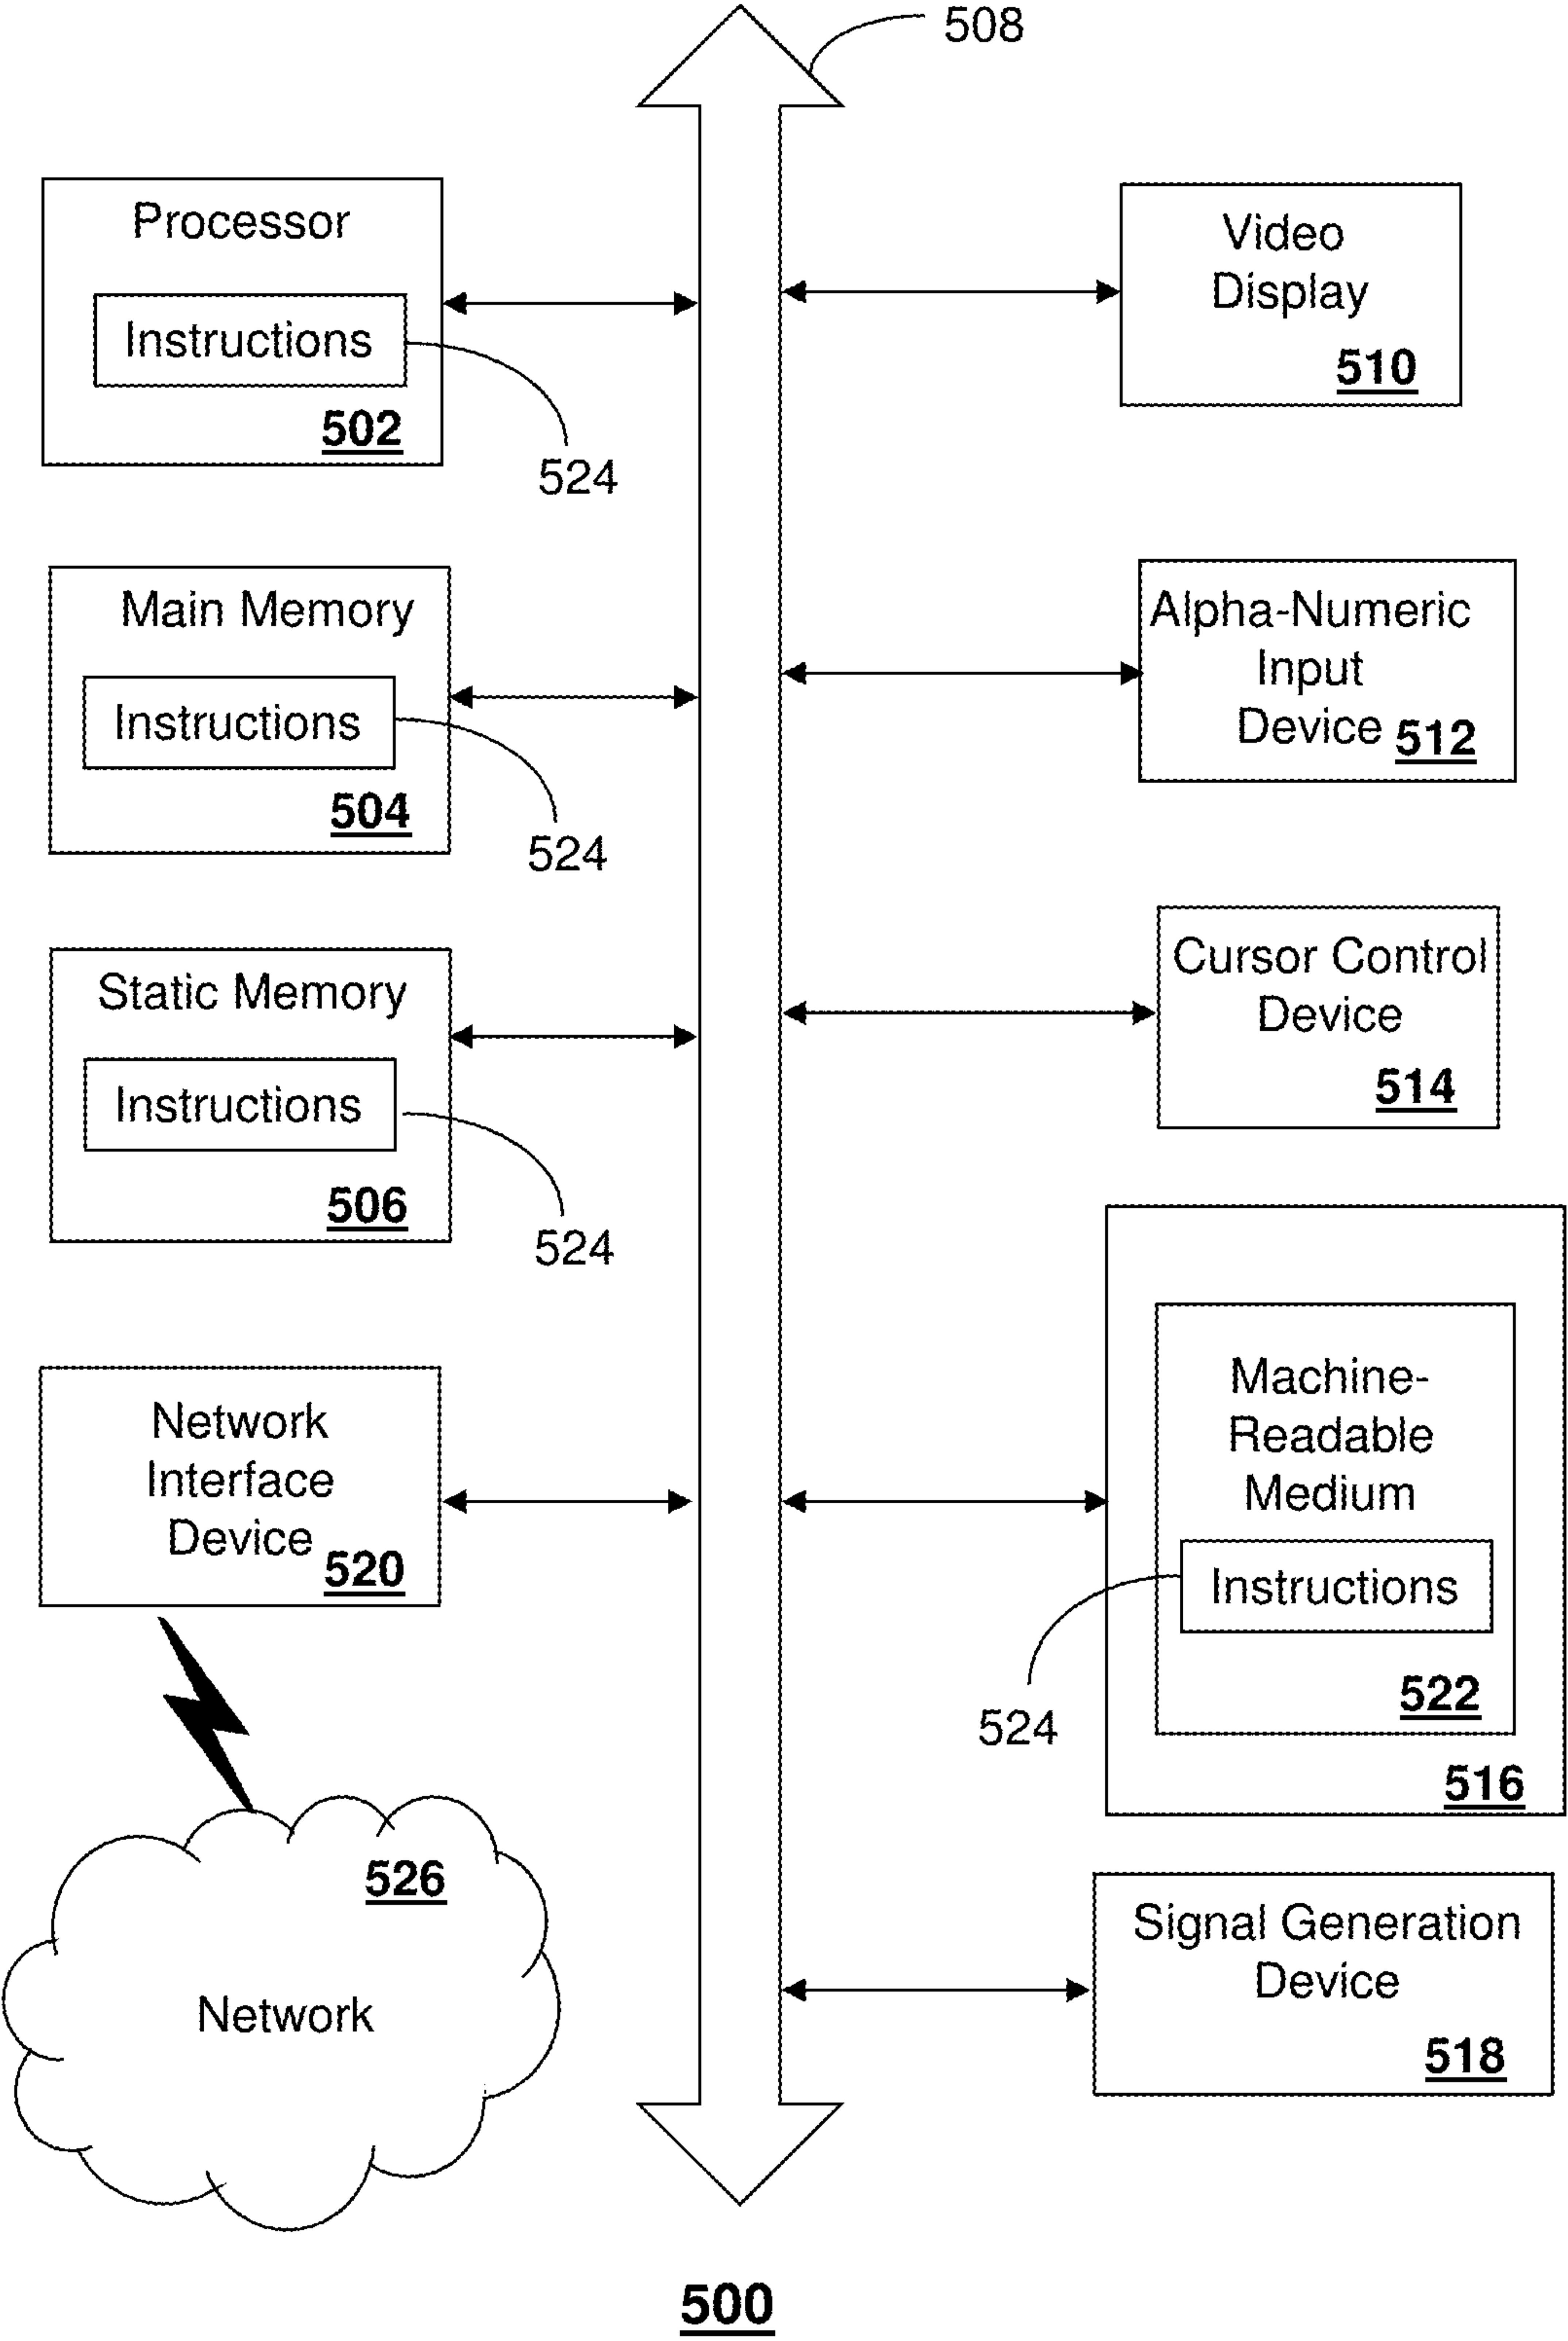 508
Processor
Instructions
502
524
Main Memory
Instructions
504
524
Static Memory
Instructions
506
524
Network
Interface
Device 520
526
Network
Video
Display
510
Alpha-Numeric
Input
Device 512
Cursor Control
Device
514
Machine-
Readable
Medium
Instructions
522
524
516
Signal Generation
Device
518
500